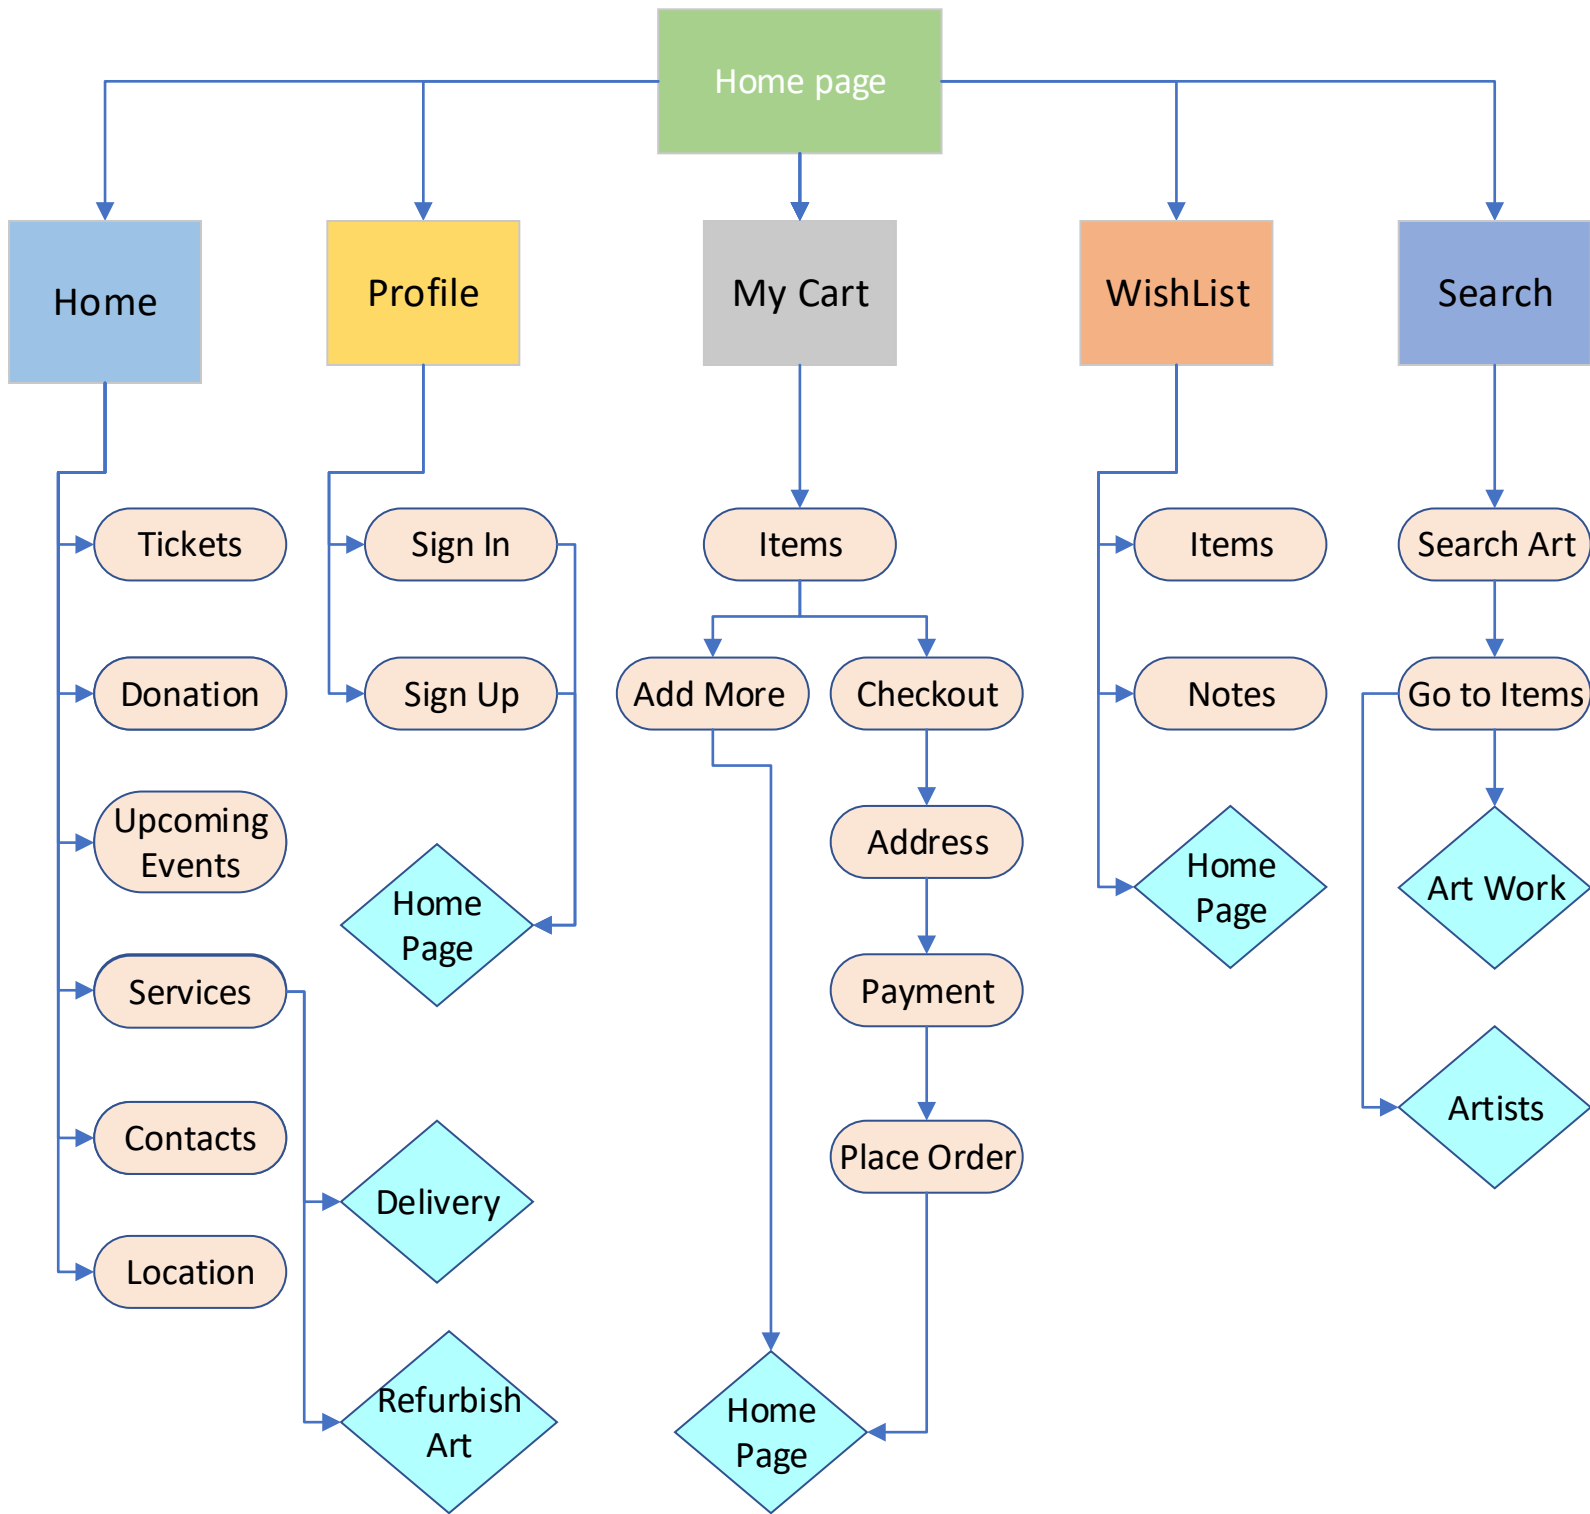 Home page
Home
Profile
My Cart
WishList
Search
Tickets
Sign In
Items
Items
Search Art
Donation
Sign Up
Add More
Checkout
Notes
Go to Items
Upcoming
Events
Address
Home
Page
Art Work
Home
Page
Services
Payment
Contacts
Artists
Place Order
Delivery
Location
Refurbish
Art
Home
Page